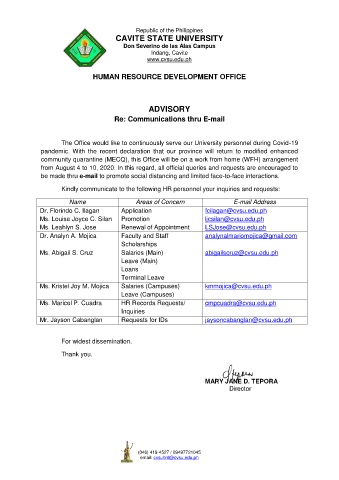 Republic of the Philippines
CAVITE STATE UNIVERSITY
Don Severino de las Alas Campus
Indang, Cavite
www.cvsu.edu.ph
HUMAN RESOURCE DEVELOPMENT OFFICE
ADVISORY
Re: Communications thru E-mail
The Office would like to continuously serve our University personnel during Covid-19
pandemic. With the recent declaration that our province will return to modified enhanced
community quarantine (MECQ), this Office will be on a work from home (WFH) arrangement
from August 4 to 10, 2020. In this regard, all official queries and requests are encouraged to
be made thru e-mail to promote social distancing and limited face-to-face interactions.
Kindly communicate to the following HR personnel your inquiries and requests:
Name Areas of Concern E-mail Address
Dr. Florindo C. Ilagan Application fcilagan@cvsu.edu.ph
Ms. Louise Joyce C. Silan Promotion ljcsilan@cvsu.edu.ph
Ms. Leahlyn S. Jose Renewal of Appointment LSJose@cvsu.edu.ph
Dr. Analyn A. Mojica Faculty and Staff analynalmariomojica@gmail.com
Scholarships
Ms. Abigail S. Cruz Salaries (Main) abigailscruz@cvsu.edu.ph
Leave (Main)
Loans
Terminal Leave
Ms. Kristel Joy M. Mojica Salaries (Campuses) kmmojica@cvsu.edu.ph
Leave (Campuses)
Ms. Maricel P. Cuadra HR Records Requests/ cmpcuadra@cvsu.edu.ph
Inquiries
Mr. Jayson Cabanglan Requests for IDs jaysoncabanglan@cvsu.edu.ph
For widest dissemination.
Thank you.
MARY JANE D. TEPORA
Director